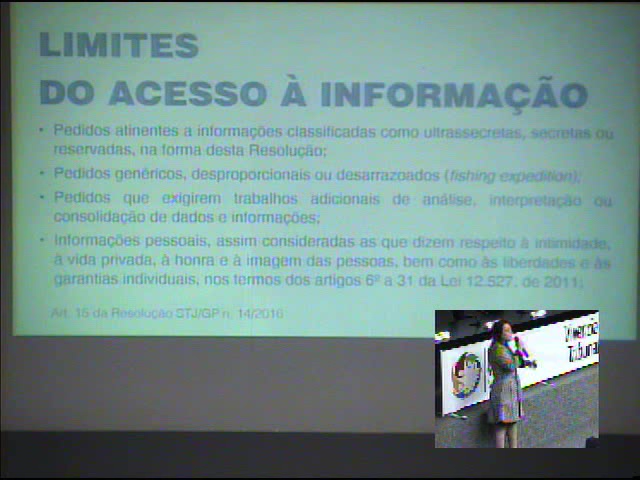 LIMITES
DO ACESSO À INFORMAÇÃO
• Pedidos atinentes a informações classificadas como ultrassecretas, secretas ou
reservadas, na forma desta Resolução;
• Pedidos genéricos, desproporcionais ou desarrazoados (fishing expedition);
• Pedidos que exigirem trabalhos adicionais de análise, interpretação ou
consolidação de dados e informações;
• Informações pessoais, assim consideradas as que dizem respeito à intimidade,
à vida privada, à honra e à imagem das pessoas, bem como às liberdades e às
garantias individuais, nos termos dos artigos 6º a 31 da Lei 12.527, de 2011;
Art. 15 da Resolução STJ/GP n. 14/2016
Vivencia
Tribunal